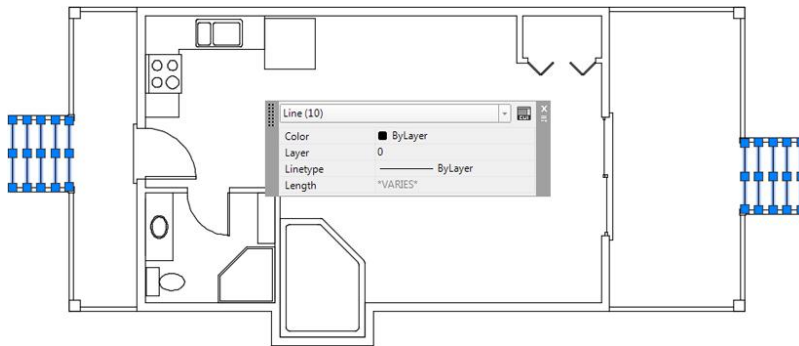 Line (10)
Color ByLayer
Layer 0
Linetype ByLayer
Length *VARIES*